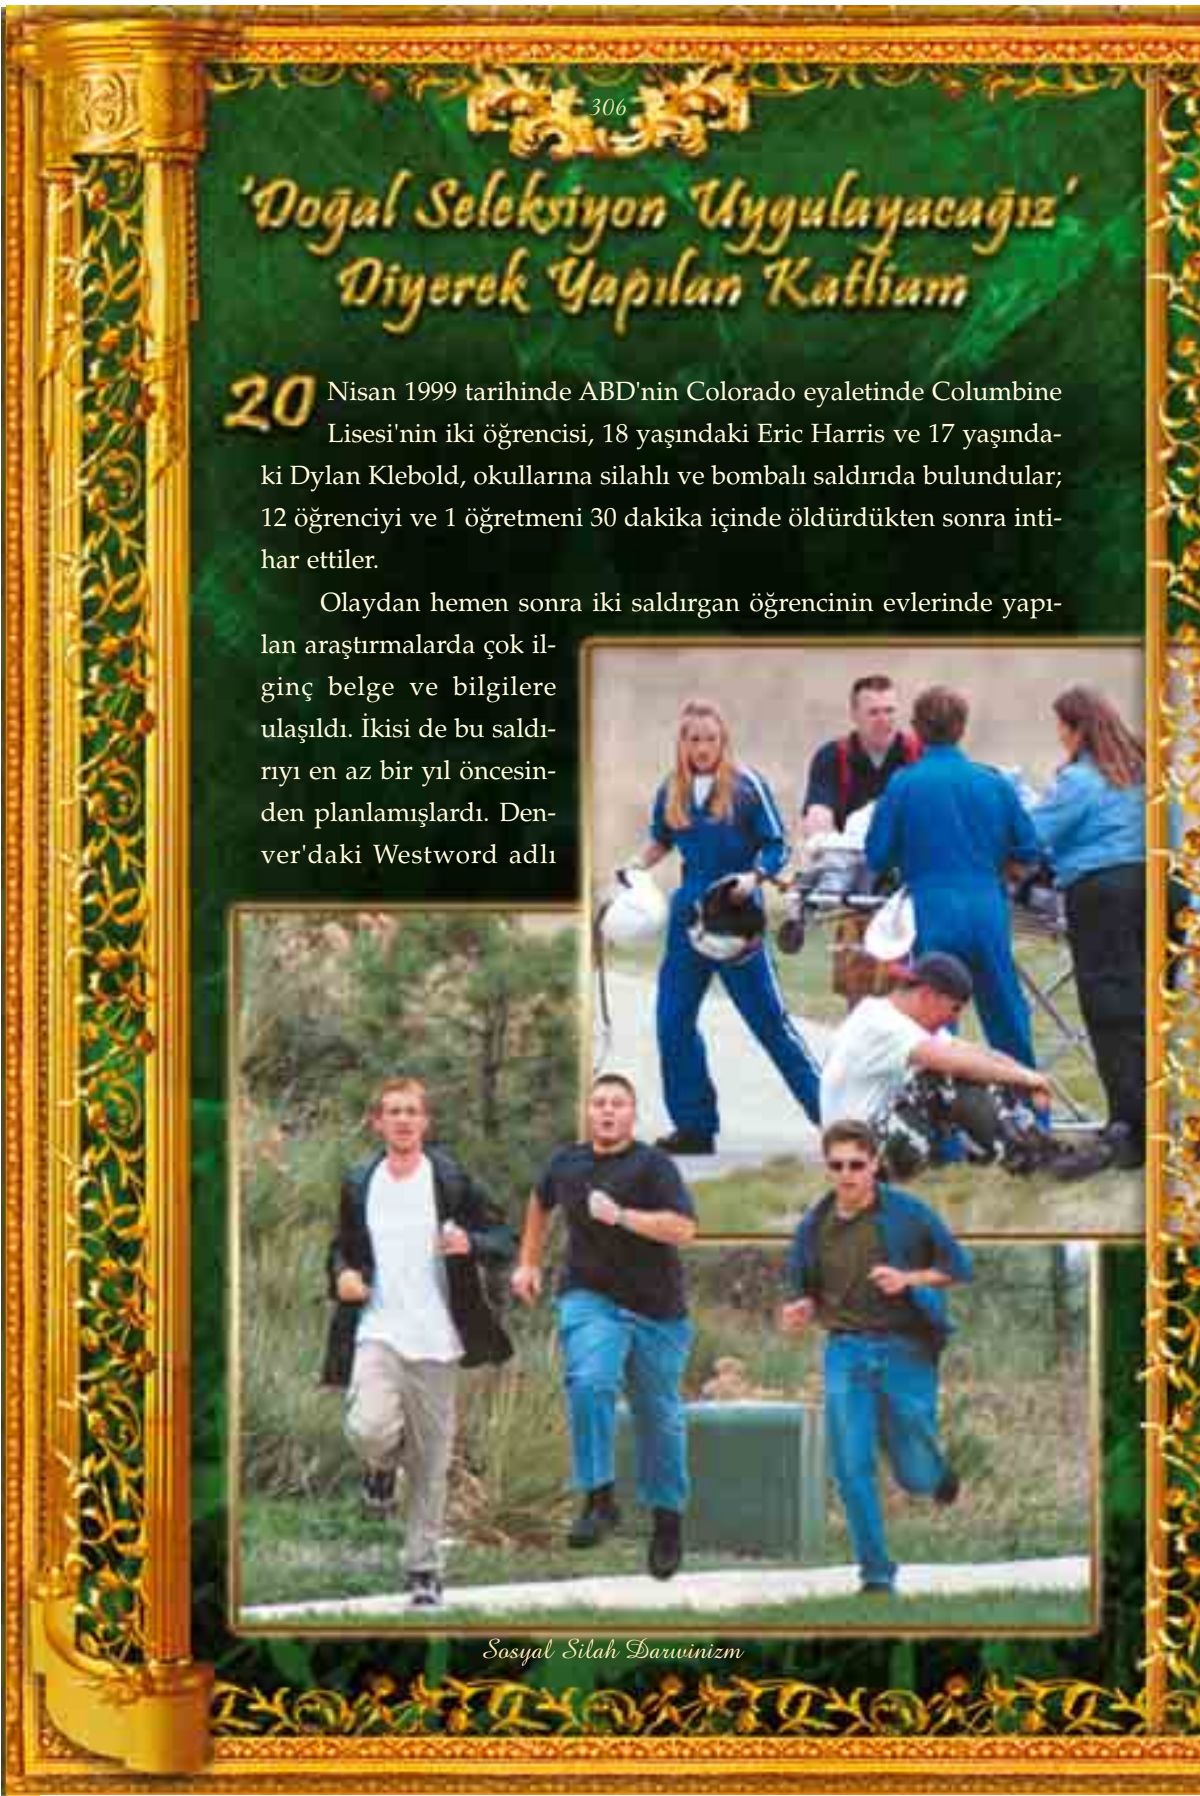 306
'Doğal Seleksiyon Uygulayacağız'
Diyerek Yapılan Katliam
20 Nisan 1999 tarihinde ABD'nin Colorado eyaletinde Columbine
Lisesi'nin iki öğrencisi, 18 yaşındaki Eric Harris ve 17 yaşında-
ki Dylan Klebold, okullarına silahlı ve bombalı saldırıda bulundular;
12 öğrenciyi ve 1 öğretmeni 30 dakika içinde öldürdükten sonra inti-
har ettiler.
Olaydan hemen sonra iki saldırgan öğrencinin evlerinde yapı-
lan araştırmalarda çok il-
ginç belge ve bilgilere
ulaşıldı. İkisi de bu saldı-
rıyı en az bir yıl öncesin-
den planlamışlardı. Den-
ver'daki Westword adlı
Sosyal Silah Darwinizm